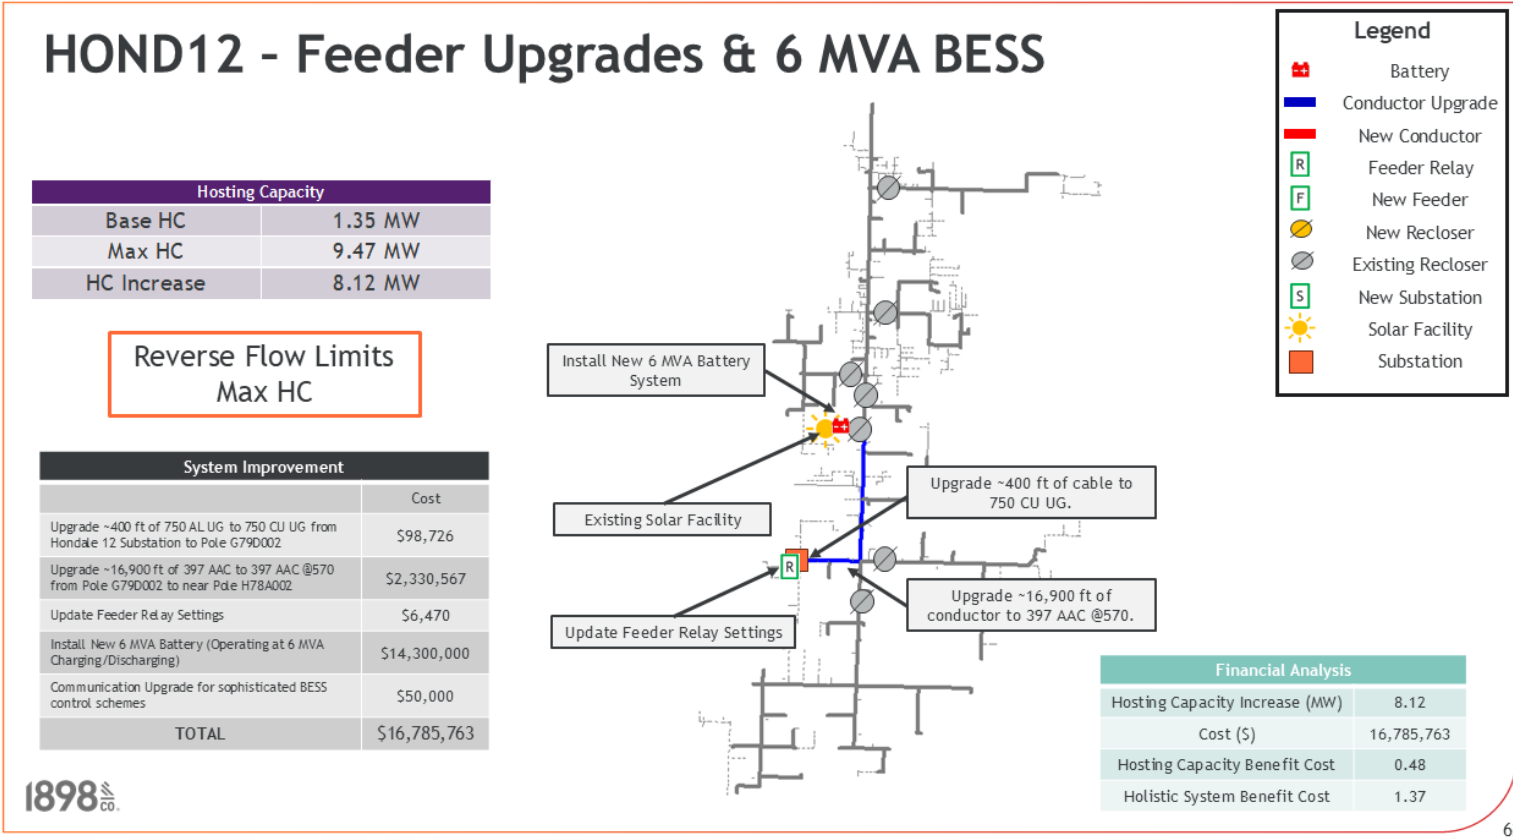 HOND12 – Feeder Upgrades & 6 MVA BESS
Hosting Capacity
Base HC 1.35 MW
Max HC 9.47 MW
HC Increase 8.12 MW
Reverse Flow Limits
Max HC
System Improvement
Cost
Upgrade ~400 ft of 750 AL UG to 750 CU UG from
Hondale 12 Substation to Pole G79D002
$98,726
Upgrade ~16,900 ft of 397 AAC to 397 AAC @570
from Pole G79D002 to near Pole H78A002
$2,330,567
Update Feeder Relay Settings $6,470
Install New 6 MVA Battery (Operating at 6 MVA
Charging/Discharging)
$14,300,000
Communication Upgrade for sophisticated BESS
control schemes
$50,000
TOTAL $16,785,763
1898 & CO.
Install New 6 MVA Battery
System
Existing Solar Facility
Update Feeder Relay Settings
R
Upgrade ~400 ft of cable to
750 CU UG.
Upgrade ~16,900 ft of
conductor to 397 AAC @570.
Legend
Battery
Conductor Upgrade
New Conductor
R Feeder Relay
F New Feeder
New Recloser
Existing Recloser
S New Substation
Solar Facility
Substation
Financial Analysis
Hosting Capacity Increase (MW) 8.12
Cost ($) 16,785,763
Hosting Capacity Benefit Cost 0.48
Holistic System Benefit Cost 1.37
6